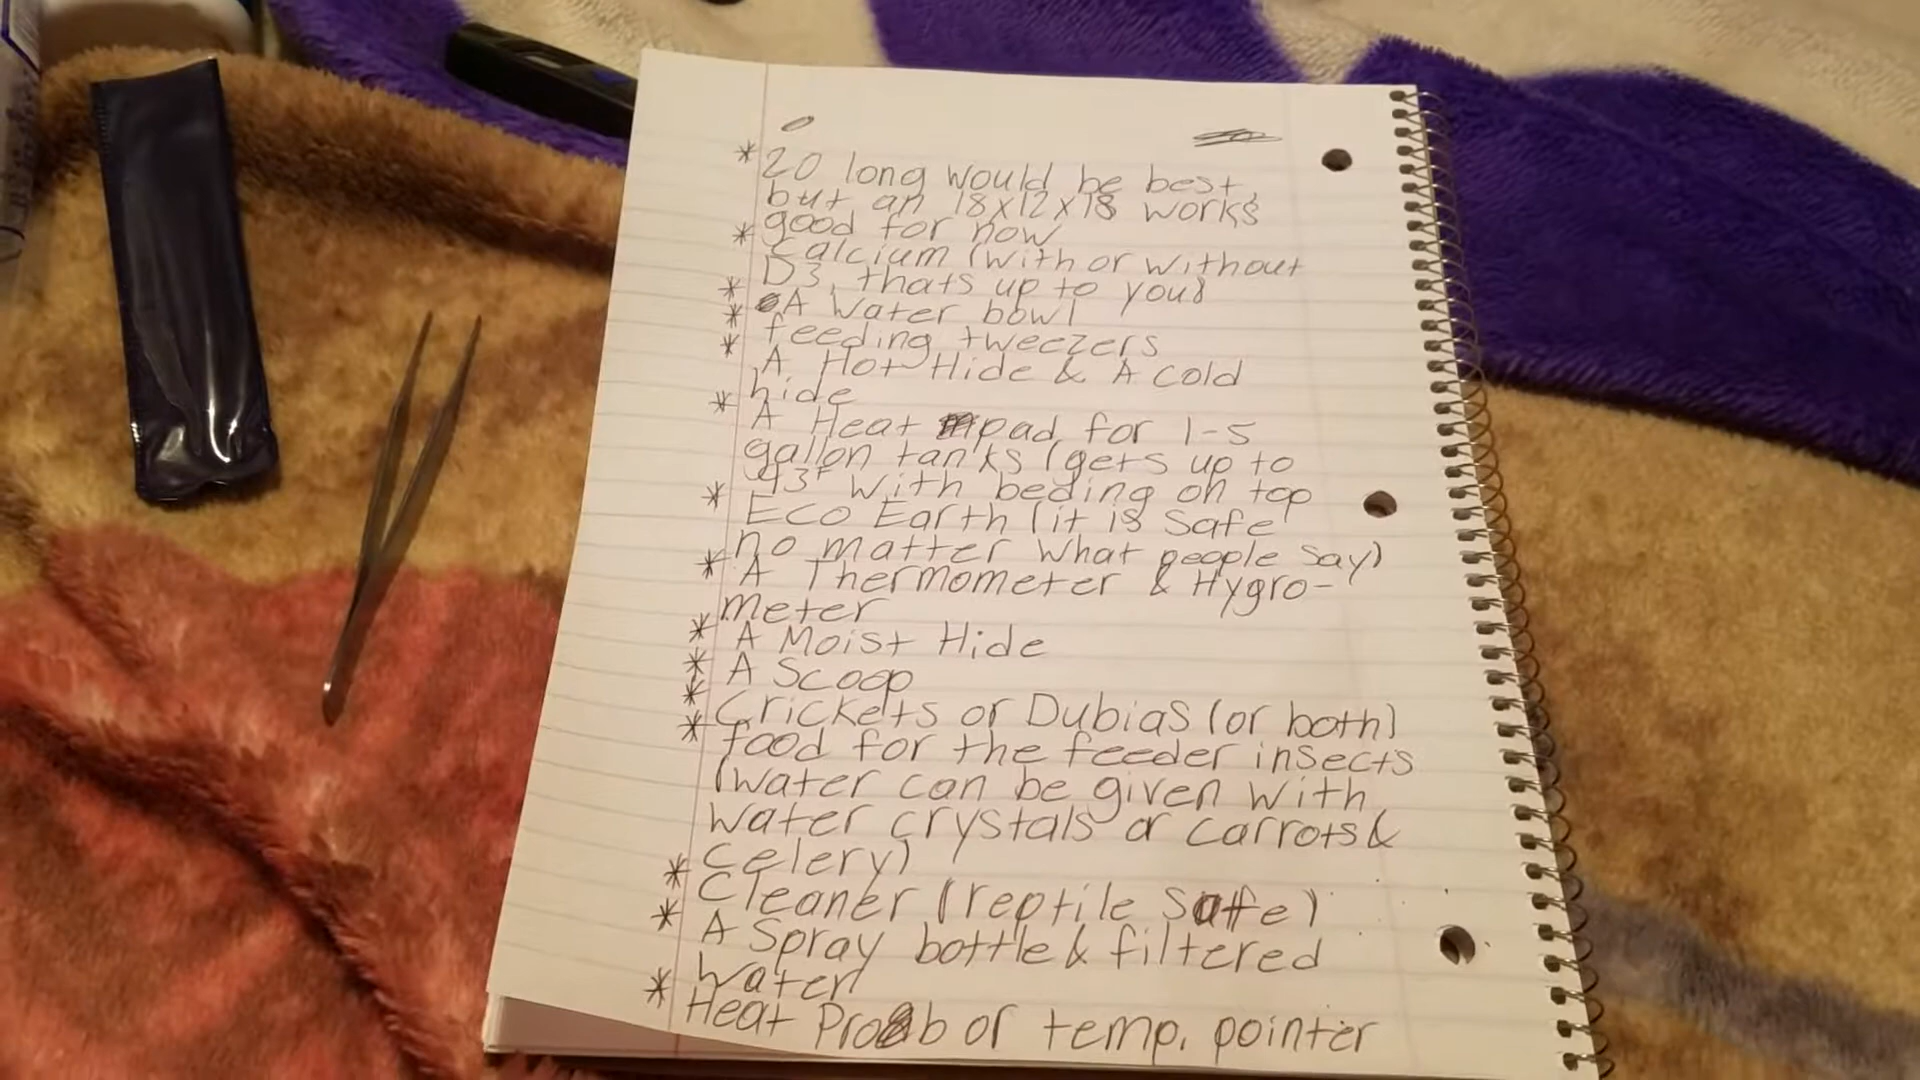 * 20 long would be best,
but an 18x12x18 works
good for now
* Calcium (with or without
D3, thats up to you)
* A Water bowl
* feeding tweezers
* A Hot Hide & A cold
hide
* A Heat pad for 1-5
gallon tanks (gets up to
93F with beding on top
* Eco Earth (it is Safe
no matter what people say)
* A Thermometer & Hygro-
meter
* A Moist Hide
* A Scoop
* Crickets or Dubias (or both)
* food for the feeder insects
(water can be given with
water crystals or carrots &
celery)
* Cleaner (reptile Safe)
* A Spray bottle & filtered
water
* Heat Prob or temp. pointer